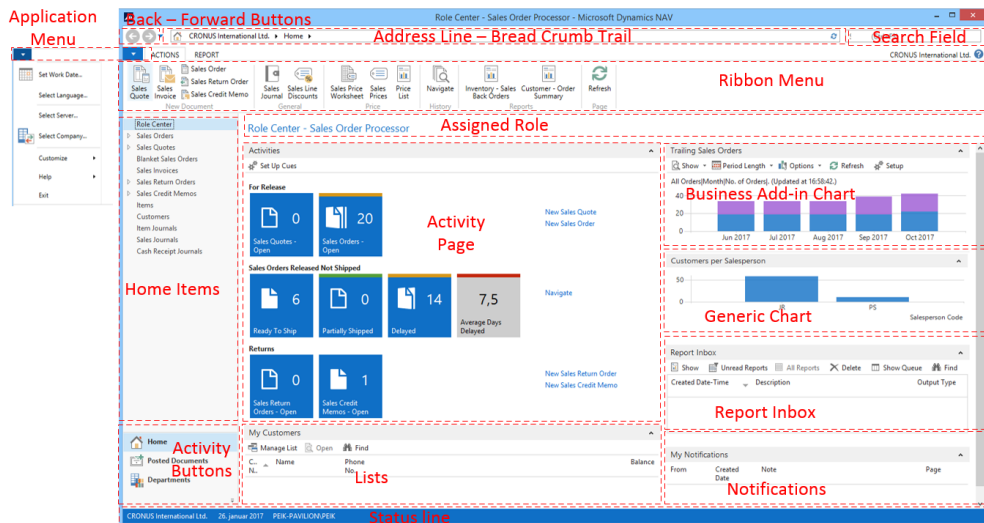 Application
Menu
Back – Forward Buttons
Role Center - Sales Order Processor - Microsoft Dynamics NAV
CRONUS International Ltd. ▸ Home ▸
Address Line – Bread Crumb Trail
Search Field
ACTIONS REPORT
CRONUS International Ltd.
Set Work Date...
Select Language...
Select Server...
Select Company...
Customize
Help
Exit
Sales Quote
Sales Invoice
Sales Order
Sales Return Order
Sales Credit Memo
New Document
Sales Journal
Sales Line Discounts
General
Sales Price Worksheet
Sales Prices
Price List
Price
Navigate
History
Inventory - Sales Back Orders
Customer - Order Summary
Reports
Refresh
Page
Ribbon Menu
Role Center
Sales Orders
Sales Quotes
Blanket Sales Orders
Sales Invoices
Sales Return Orders
Sales Credit Memos
Items
Customers
Item Journals
Sales Journals
Cash Receipt Journals
Home Items
Role Center - Sales Order Processor
Assigned Role
Activities
Set Up Cues
For Release
0
Sales Quotes - Open
20
Sales Orders - Open
New Sales Quote
New Sales Order
Activity
Page
Sales Orders Released Not Shipped
6
Ready To Ship
0
Partially Shipped
14
Delayed
7,5
Average Days Delayed
Navigate
Returns
0
Sales Return Orders - Open
1
Sales Credit Memos - Open
New Sales Return Order
New Sales Credit Memo
Trailing Sales Orders
Show Period Length Options Refresh Setup
All Orders|Month|No. of Orders|. (Updated at 16:58:42.)
Business Add-in Chart
40
20
0
Jun 2017 Jul 2017 Aug 2017 Sep 2017 Oct 2017
Customers per Salesperson
50
0
JR PS
Generic Chart
Salesperson Code
Report Inbox
Show Unread Reports All Reports Delete Show Queue Find
Created Date-Time Description Output Type
Report Inbox
Home
Posted Documents
Departments
Activity
Buttons
My Customers
Manage List Open Find
C.. N.. Name Phone No. Balance
Lists
My Notifications
From Created Date Note Page
Notifications
CRONUS International Ltd. 26. januar 2017 PEIK-PAVILION\PEIK
Status line